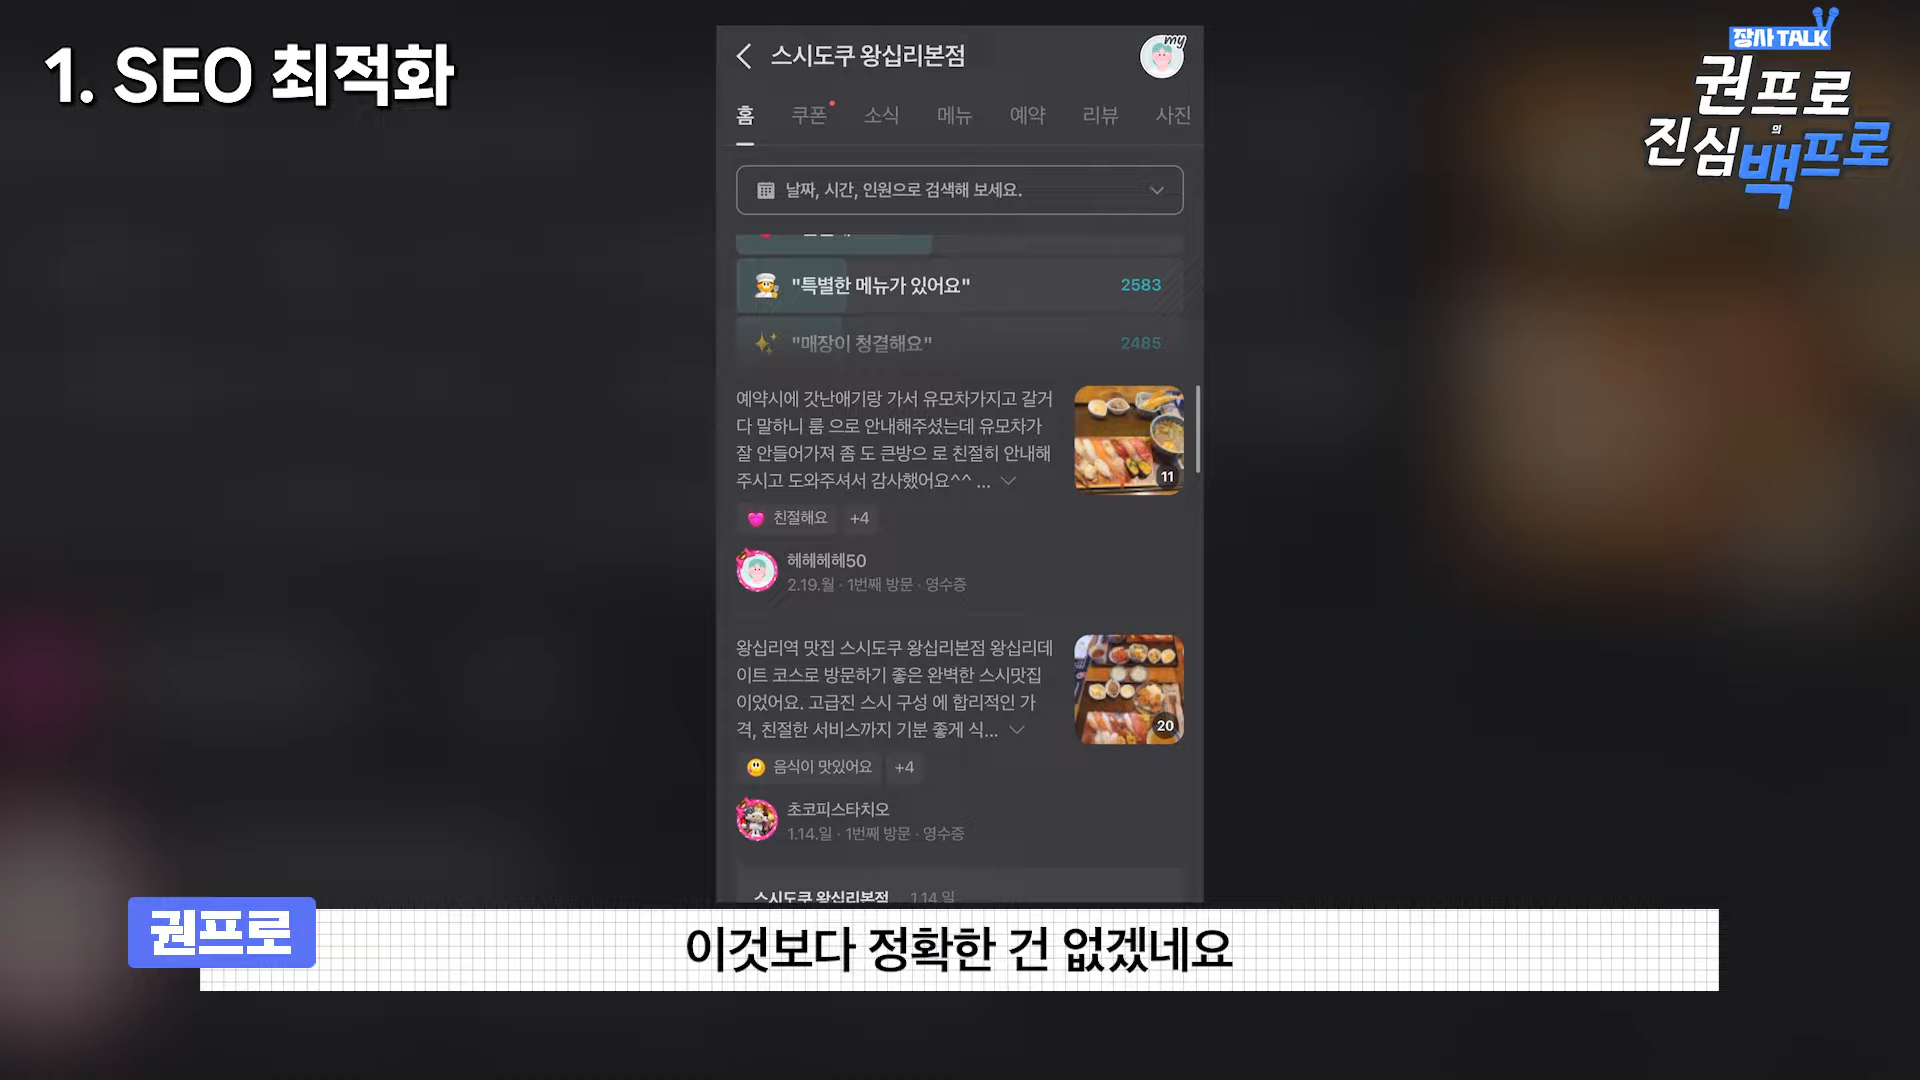 1. SEO 최적화
장사 TALK
권프로
의
진심 백프로
스시도쿠 왕십리본점
my
홈 쿠폰 소식 메뉴 예약 리뷰 사진
날짜, 시간, 인원으로 검색해 보세요.
"특별한 메뉴가 있어요" 2583
"매장이 청결해요" 2485
예약시에 갓난애기랑 가서 유모차가지고 갈거
다 말하니 룸 으로 안내해주셨는데 유모차가
잘 안들어가져 좀 도 큰방으 로 친절히 안내해
주시고 도와주셔서 감사했어요^^ ...
11
친절해요 +4
헤헤헤헤50
2.19.월 · 1번째 방문 · 영수증
왕십리역 맛집 스시도쿠 왕십리본점 왕십리데
이트 코스로 방문하기 좋은 완벽한 스시맛집
이었어요. 고급진 스시 구성 에 합리적인 가
격, 친절한 서비스까지 기분 좋게 식...
20
음식이 맛있어요 +4
초코피스타치오
1.14.일 · 1번째 방문 · 영수증
스시도쿠 왕십리본점 1.14.일
권프로
이것보다 정확한 건 없겠네요